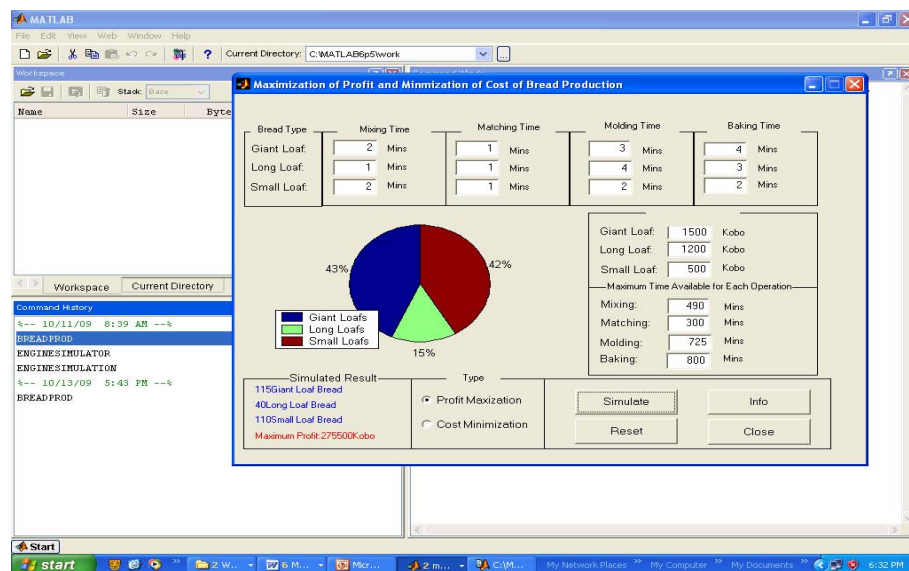 MATLAB
File Edit View Web Window Help
? Current Directory: C:\MATLAB6p5\work ...
Workspace
Stack: Base
Name Size Byte
Workspace Current Directory
Command History
%-- 10/11/09 8:39 AM --%
BREADPROD
ENGINESIMULATOR
ENGINESIMULATION
%-- 10/13/09 5:43 PM --%
BREADPROD
Maximization of Profit and Minmization of Cost of Bread Production
Bread Type Mixing Time Matching Time Molding Time Baking Time
Giant Loaf: 2 Mins 1 Mins 3 Mins 4 Mins
Long Loaf: 1 Mins 1 Mins 4 Mins 3 Mins
Small Loaf: 2 Mins 1 Mins 2 Mins 2 Mins
43%
42%
15%
Giant Loafs
Long Loafs
Small Loafs
Giant Loaf: 1500 Kobo
Long Loaf: 1200 Kobo
Small Loaf: 500 Kobo
Maximum Time Available for Each Operation
Mixing: 490 Mins
Matching: 300 Mins
Molding: 725 Mins
Baking: 800 Mins
Simulated Result
115Giant Loaf Bread
40Long Loaf Bread
110Small Loaf Bread
Maximum Profit:275500Kobo
Type
Profit Maxization
Cost Minimization
Simulate Info
Reset Close
Start
start 2 W... 6 M... Micr... 2 m... C:\M... My Network Places » My Computer » My Documents » 6:32 PM